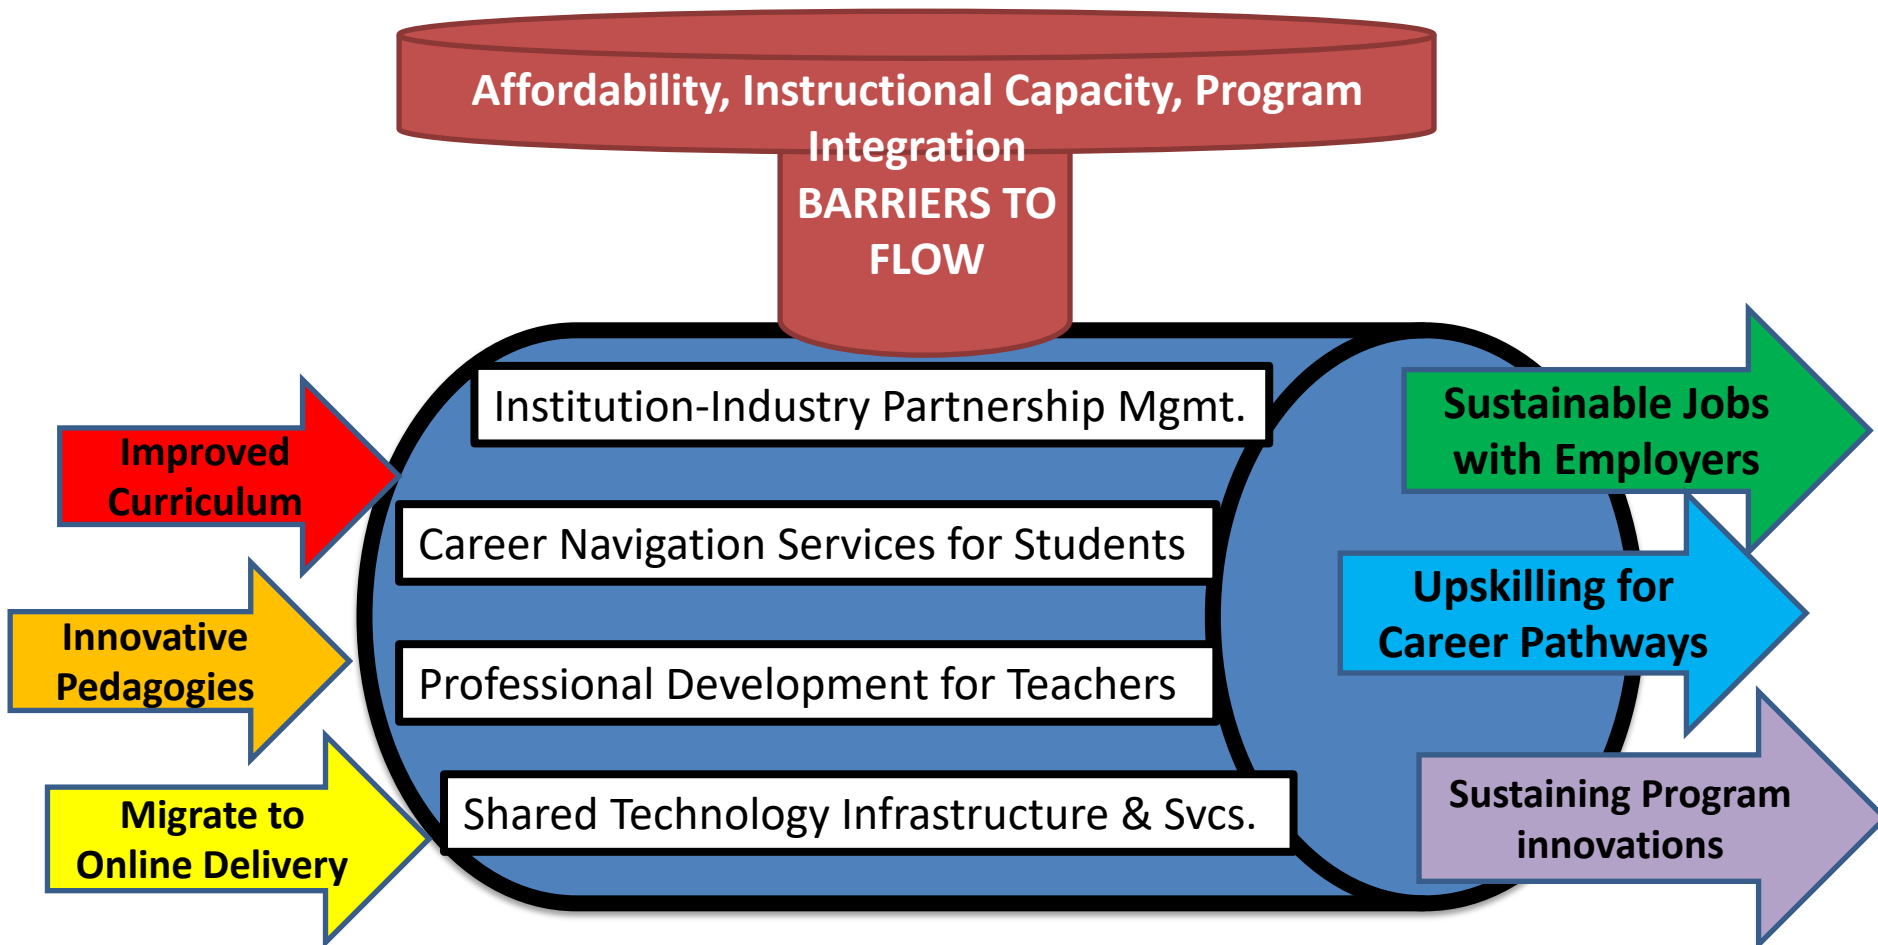 Affordability, Instructional Capacity, Program
Integration
BARRIERS TO
FLOW
Improved
Curriculum
Innovative
Pedagogies
Migrate to
Online Delivery
Institution-Industry Partnership Mgmt.
Career Navigation Services for Students
Professional Development for Teachers
Shared Technology Infrastructure & Svcs.
Sustainable Jobs
with Employers
Upskilling for
Career Pathways
Sustaining Program
innovations